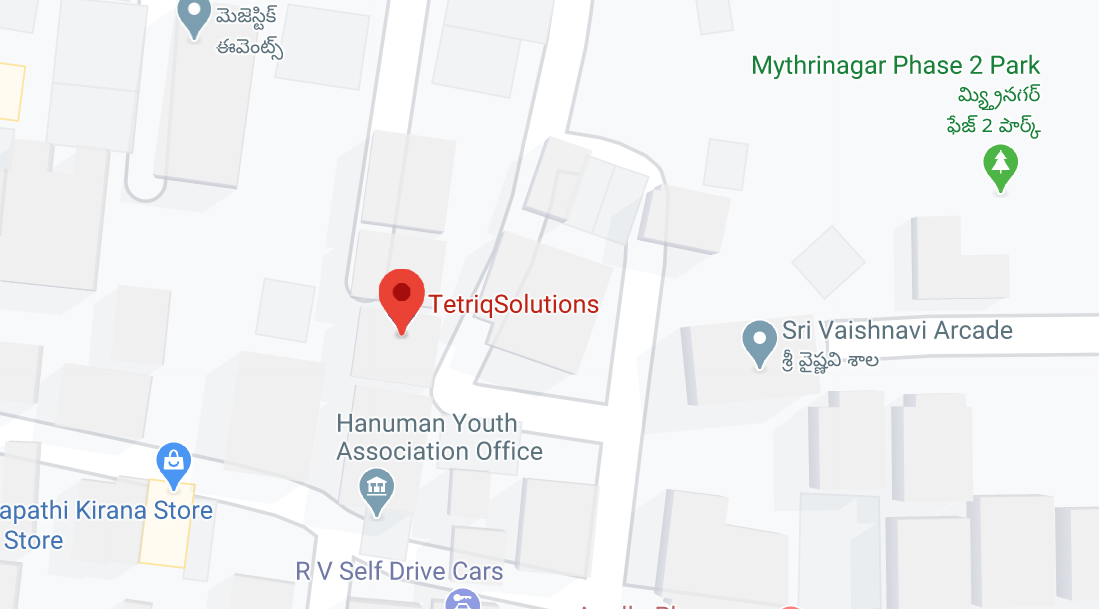 మెజెస్టిక్
ఈవెంట్స్
Mythrinagar Phase 2 Park
మ్య్త్రినగర్
ఫేజ్ 2 పార్క్
TetriqSolutions
Sri Vaishnavi Arcade
శ్రీ వైష్ణవి శాల
Hanuman Youth
Association Office
apathi Kirana Store
Store
R V Self Drive Cars